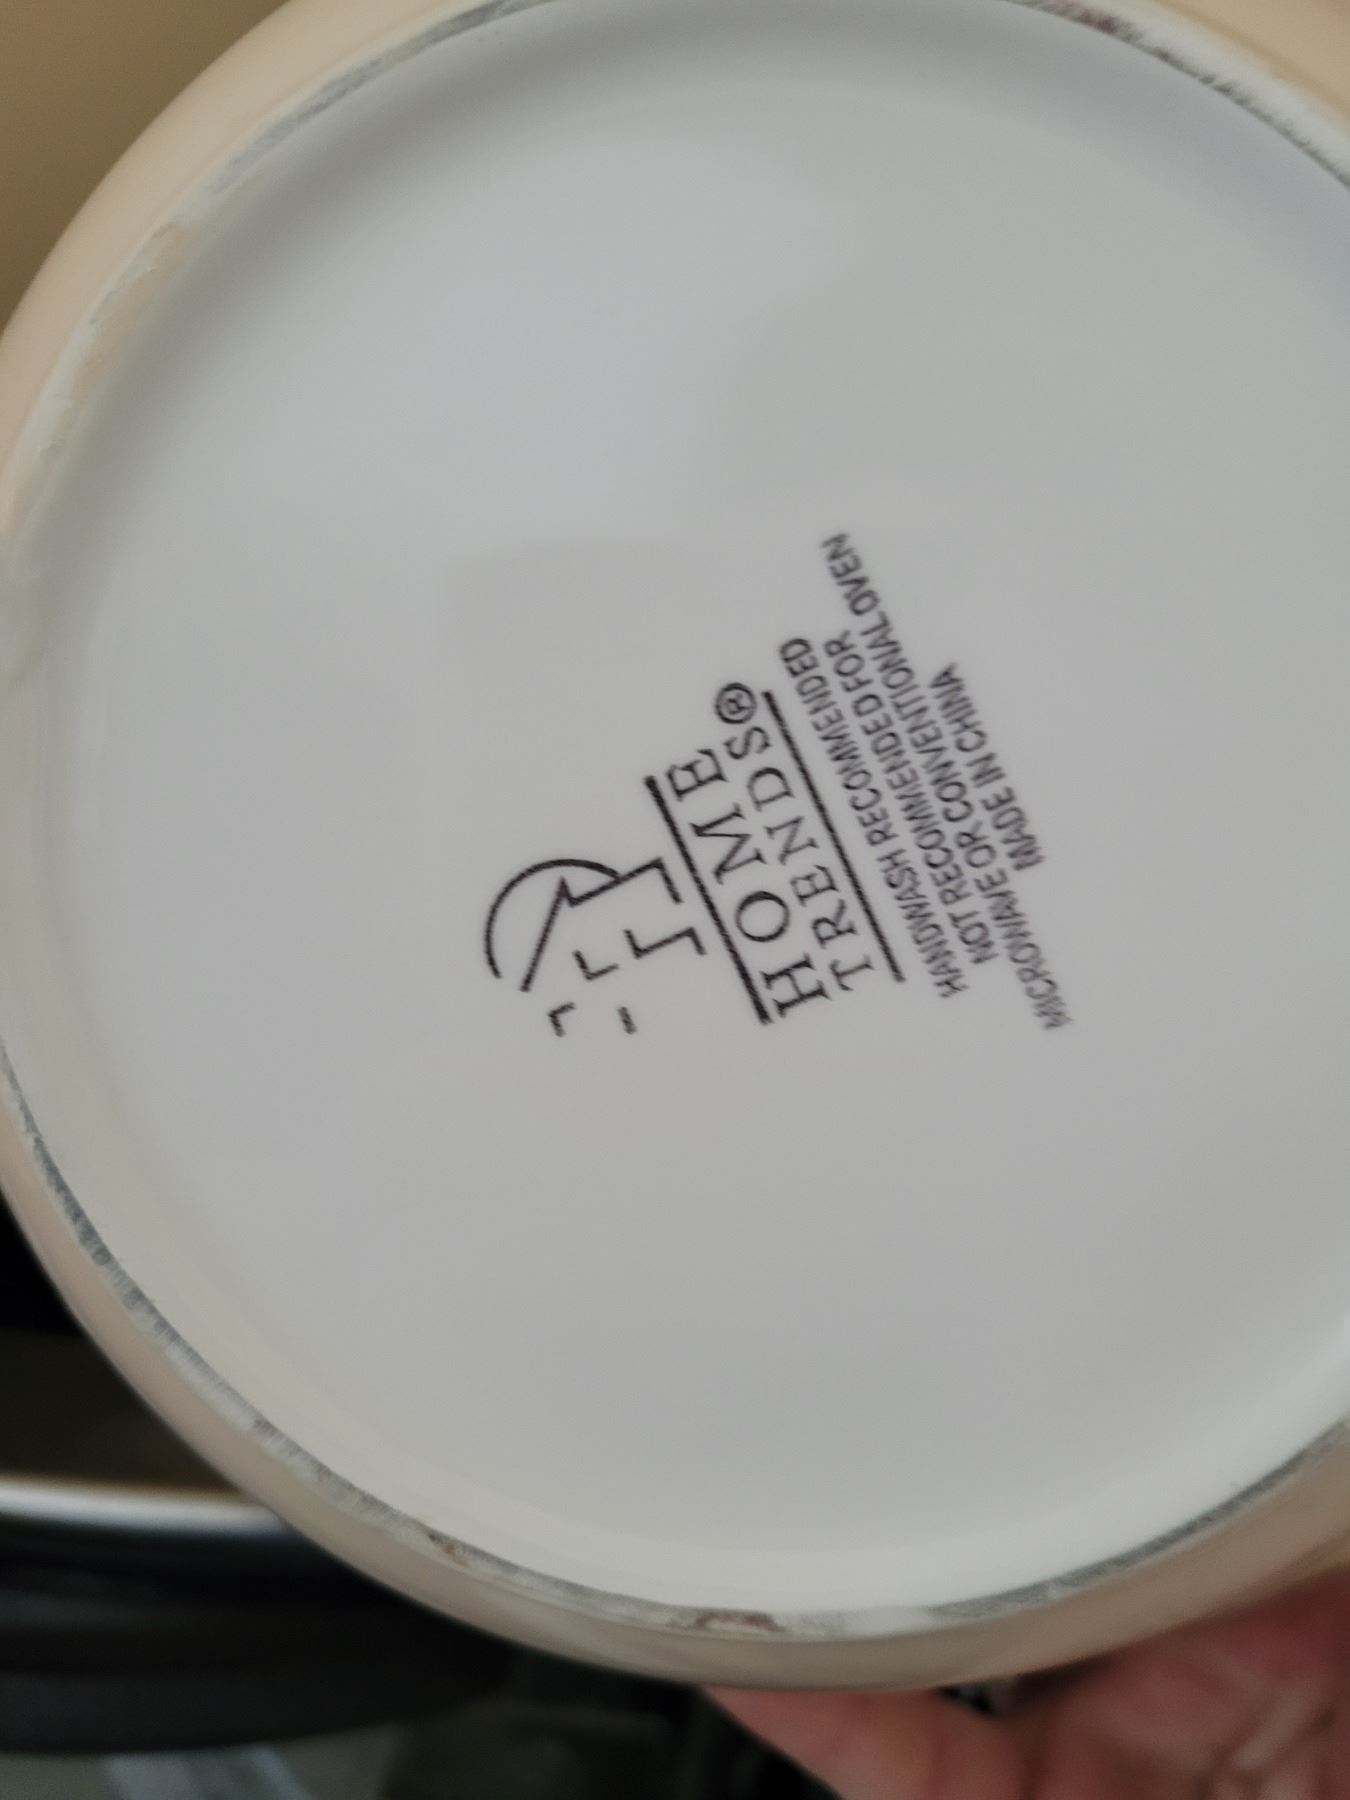 HOME
TRENDS®
HANDWASH RECOMMENDED
NOT RECOMMENDED FOR
MICROWAVE OR CONVENTIONAL OVEN
MADE IN CHINA